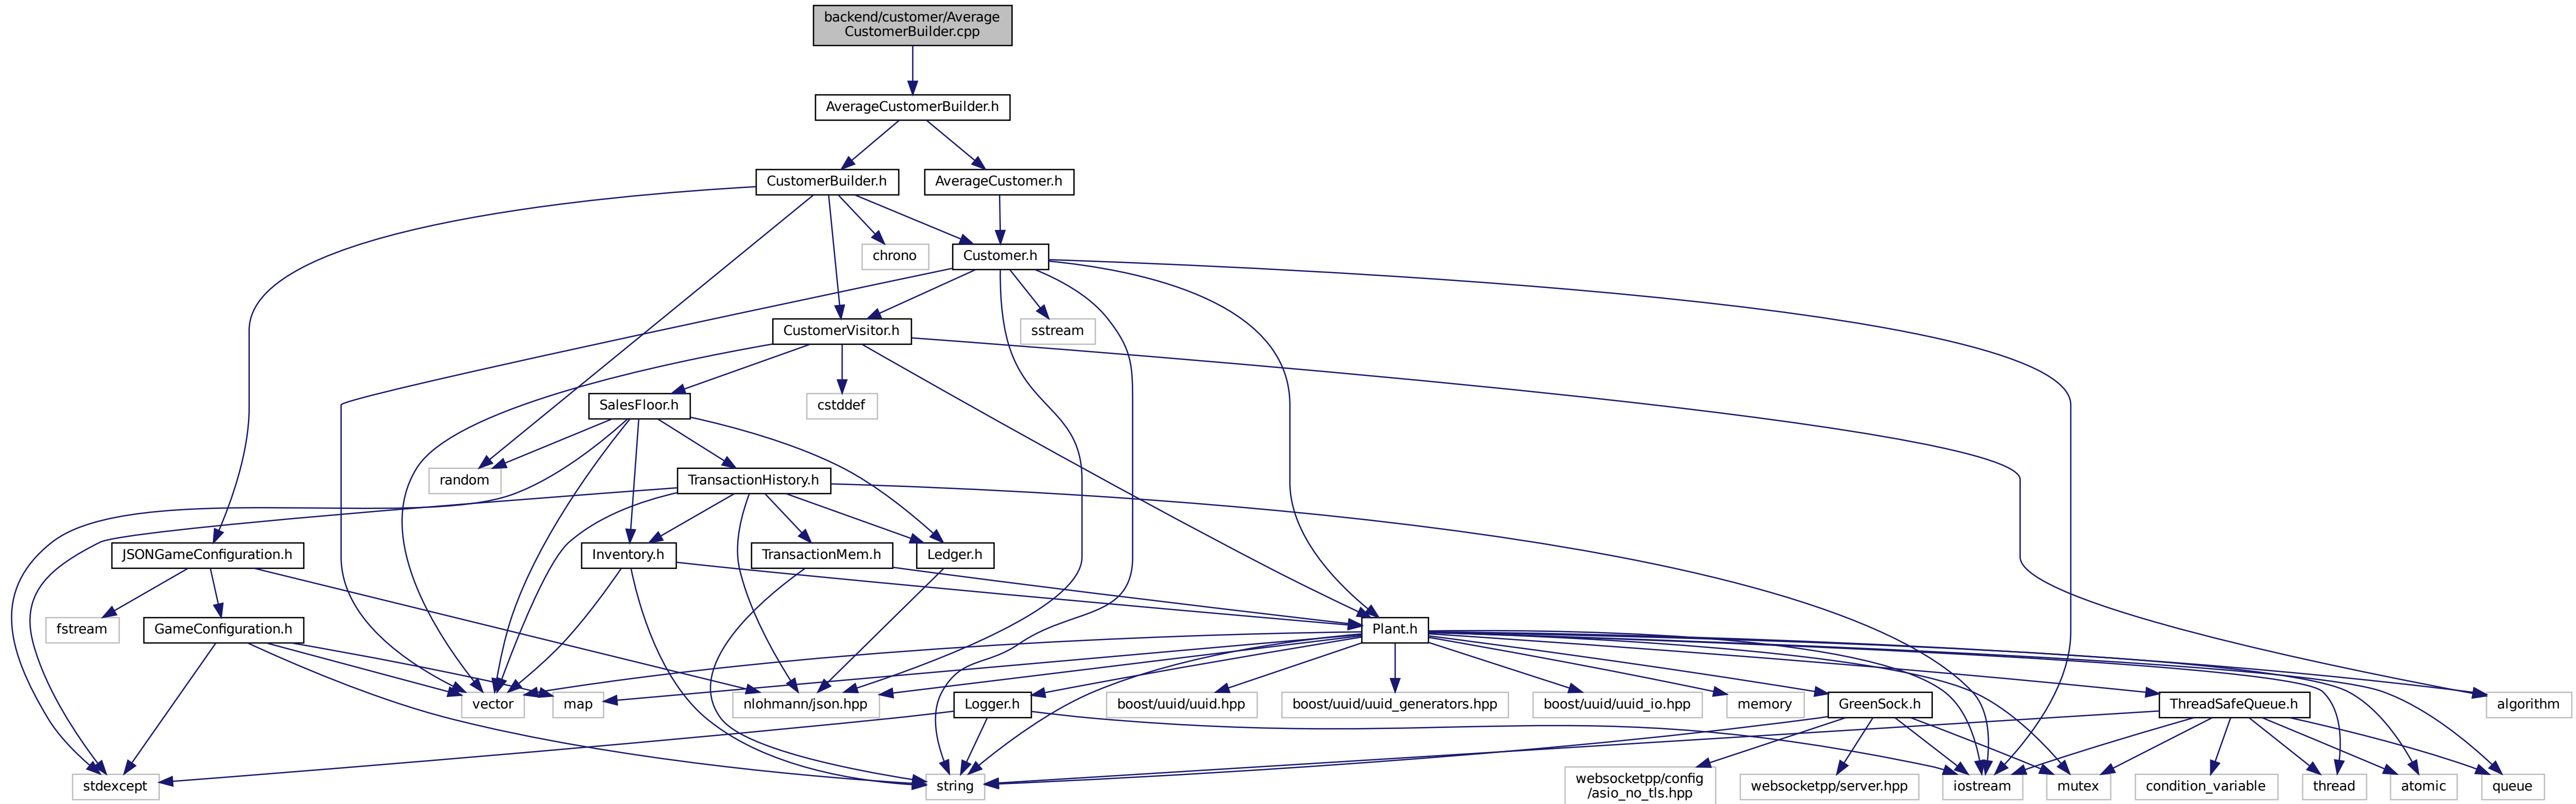 backend/customer/Average
CustomerBuilder.cpp
AverageCustomerBuilder.h
CustomerBuilder.h
AverageCustomer.h
chrono
Customer.h
CustomerVisitor.h
sstream
SalesFloor.h
cstddef
random
TransactionHistory.h
JSONGameConfiguration.h
Inventory.h
TransactionMem.h
Ledger.h
fstream
GameConfiguration.h
Plant.h
vector
map
nlohmann/json.hpp
Logger.h
boost/uuid/uuid.hpp
boost/uuid/uuid_generators.hpp
boost/uuid/uuid_io.hpp
memory
GreenSock.h
ThreadSafeQueue.h
algorithm
stdexcept
string
websocketpp/config
/asio_no_tls.hpp
websocketpp/server.hpp
iostream
mutex
condition_variable
thread
atomic
queue